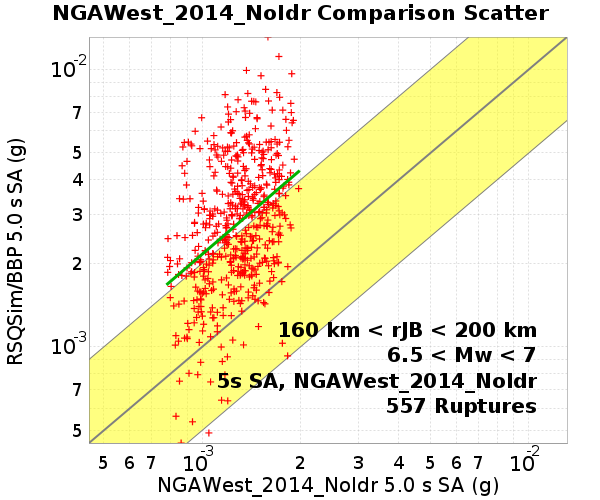 NGAWest_2014_NoIdr Comparison Scatter
RSQSim/BBP 5.0 s SA (g)
10-2
7
5
4
3
2
10-3
7
5
160 km < rJB < 200 km
6.5 < Mw < 7
5s SA, NGAWest_2014_NoIdr
557 Ruptures
5 6 7 10-3 2 3 4 5 6 7 10-2
NGAWest_2014_NoIdr 5.0 s SA (g)